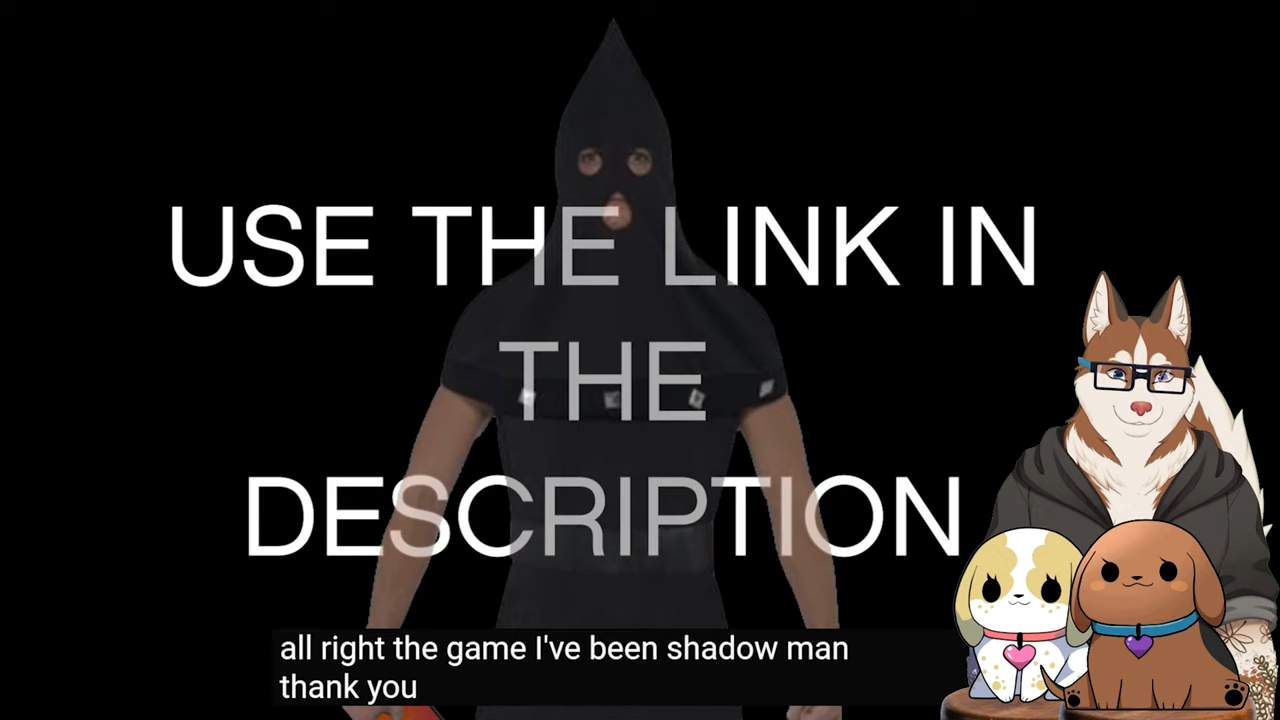 USE THE LINK IN
THE
DESCRIPTION
all right the game I've been shadow man
thank you